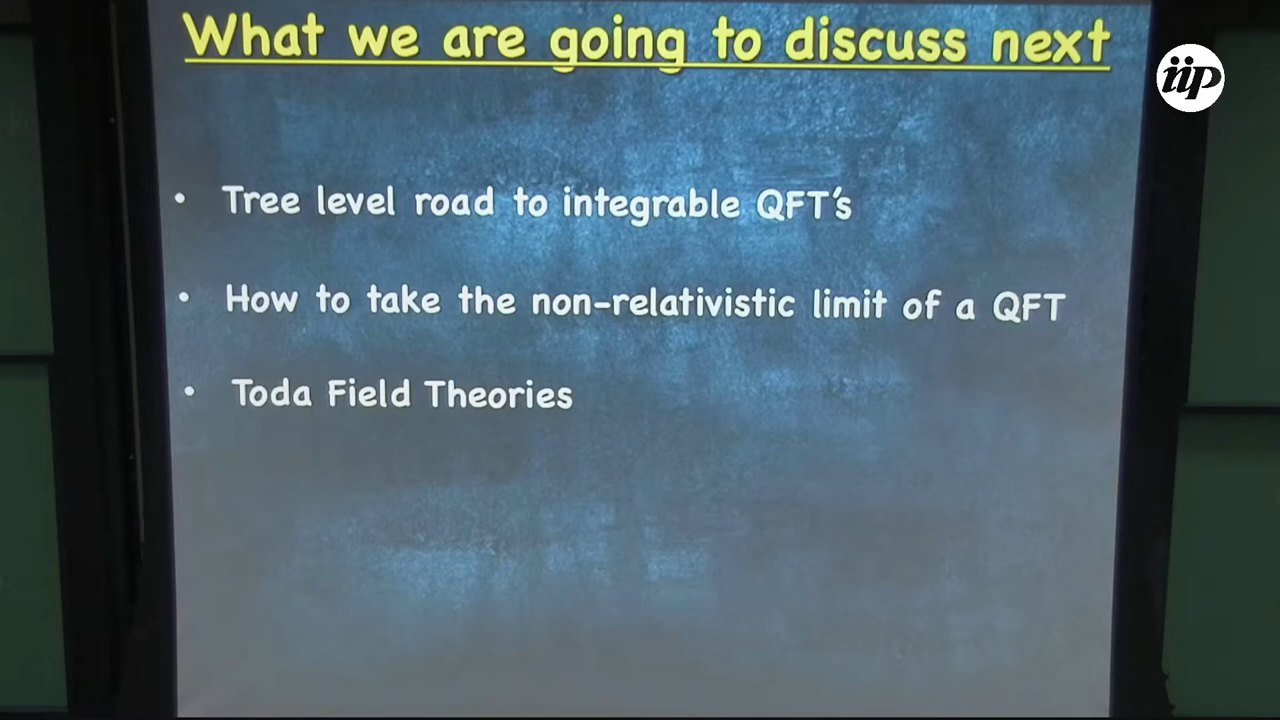 What we are going to discuss next
iip
• Tree level road to integrable QFT's
• How to take the non-relativistic limit of a QFT
• Toda Field Theories